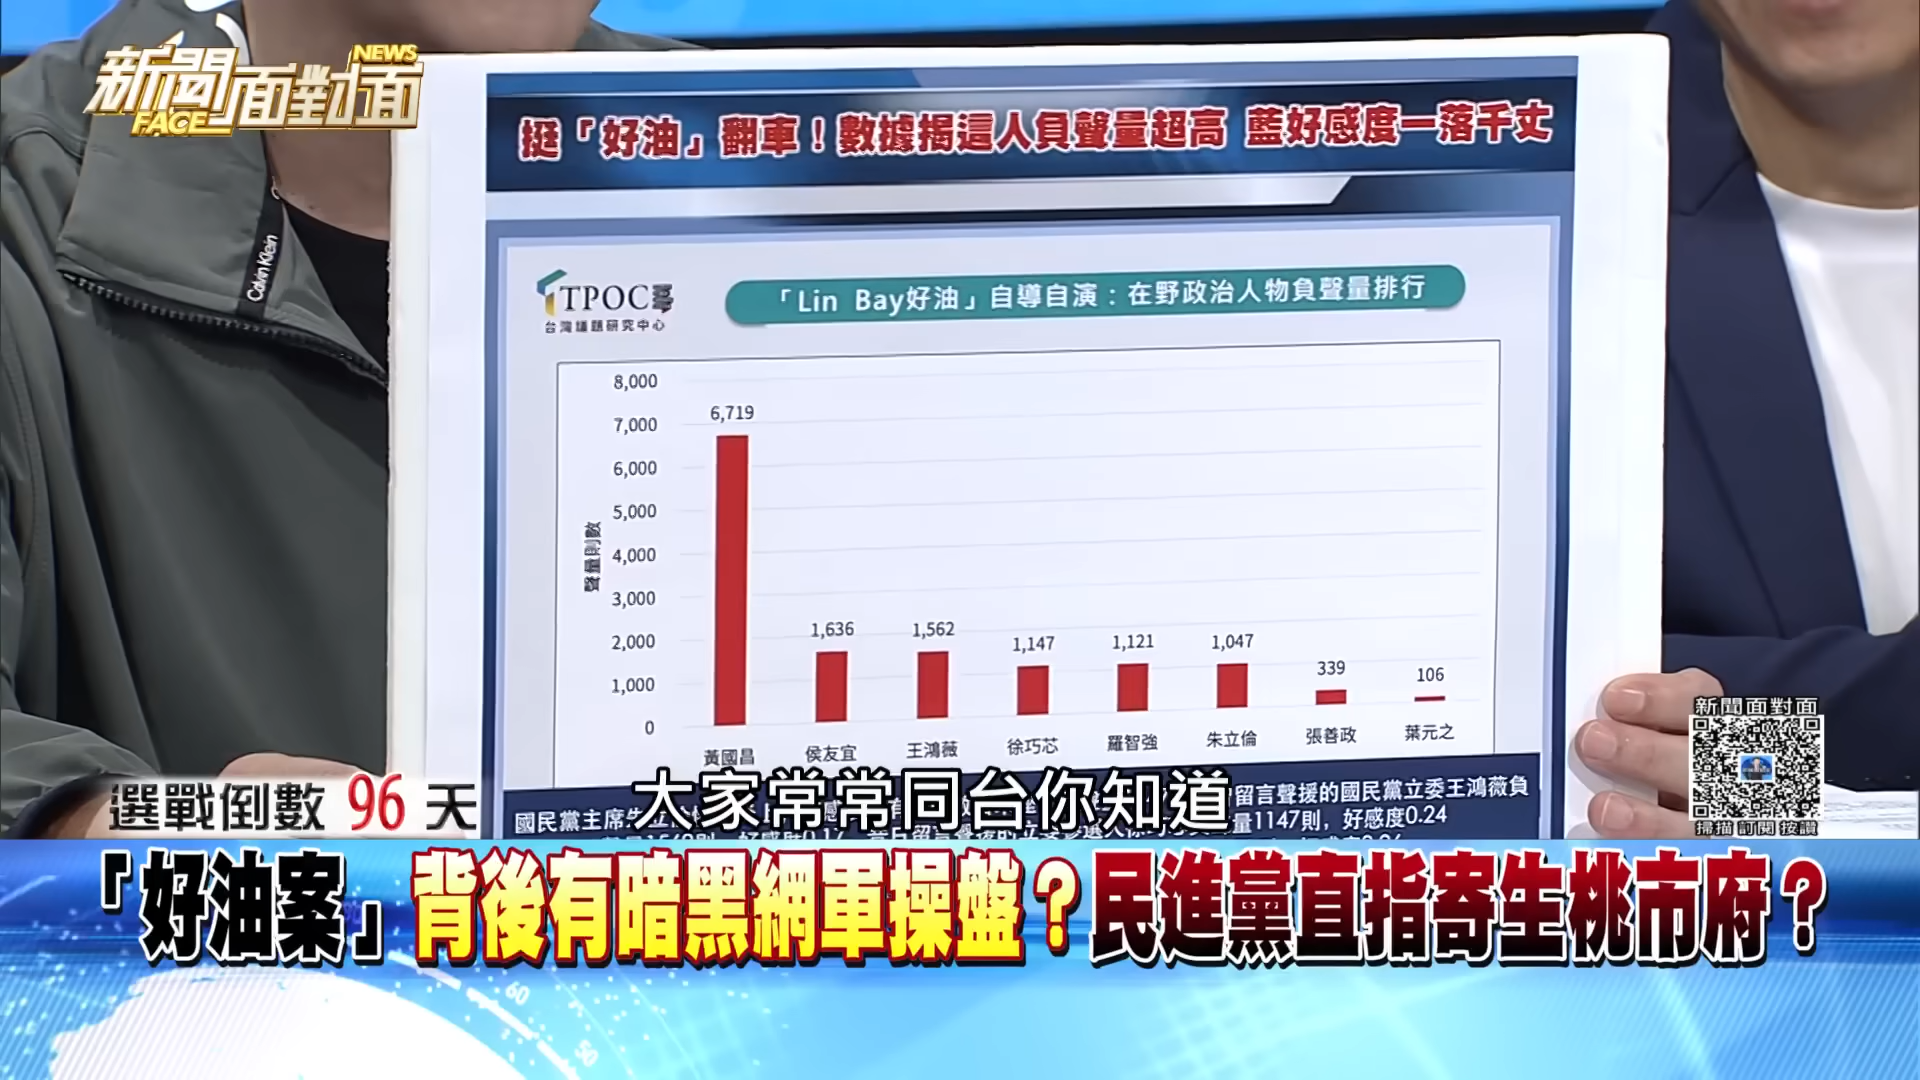 新聞面對面
NEWS
FACE
Calvin Klein
挺「好油」翻車！數據揭這人負聲量超高 藍好感度一落千丈
TPOC
台灣議題研究中心
「Lin Bay好油」自導自演：在野政治人物負聲量排行
聲量則數
8,000
7,000
6,000
5,000
4,000
3,000
2,000
1,000
0
6,719
1,636
1,562
1,147
1,121
1,047
339
106
黃國昌
侯友宜
王鴻薇
徐巧芯
羅智強
朱立倫
張善政
葉元之
國民黨主席朱立
留言聲援的國民黨立委王鴻薇負
量1147則，好感度0.24
大家常常同台你知道
新聞面對面
掃描 訂閱 按讚
選戰倒數 96 天
「好油案」背後有暗黑網軍操盤？民進黨直指寄生桃市府？
60
50